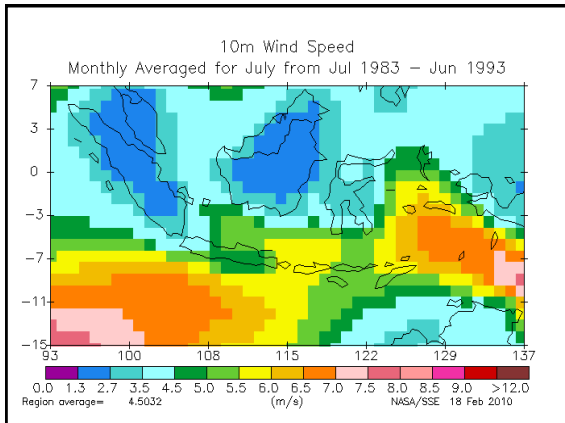 10m Wind Speed
Monthly Averaged for July from Jul 1983 – Jun 1993
7
3
0
−3
−7
−11
−15
93 100 108 115 122 129 137
0.0 1.3 2.7 3.5 4.5 5.0 5.5 6.0 6.5 7.0 7.5 8.0 8.5 9.0 >12.0
Region average= 4.5032 (m/s) NASA/SSE 18 Feb 2010